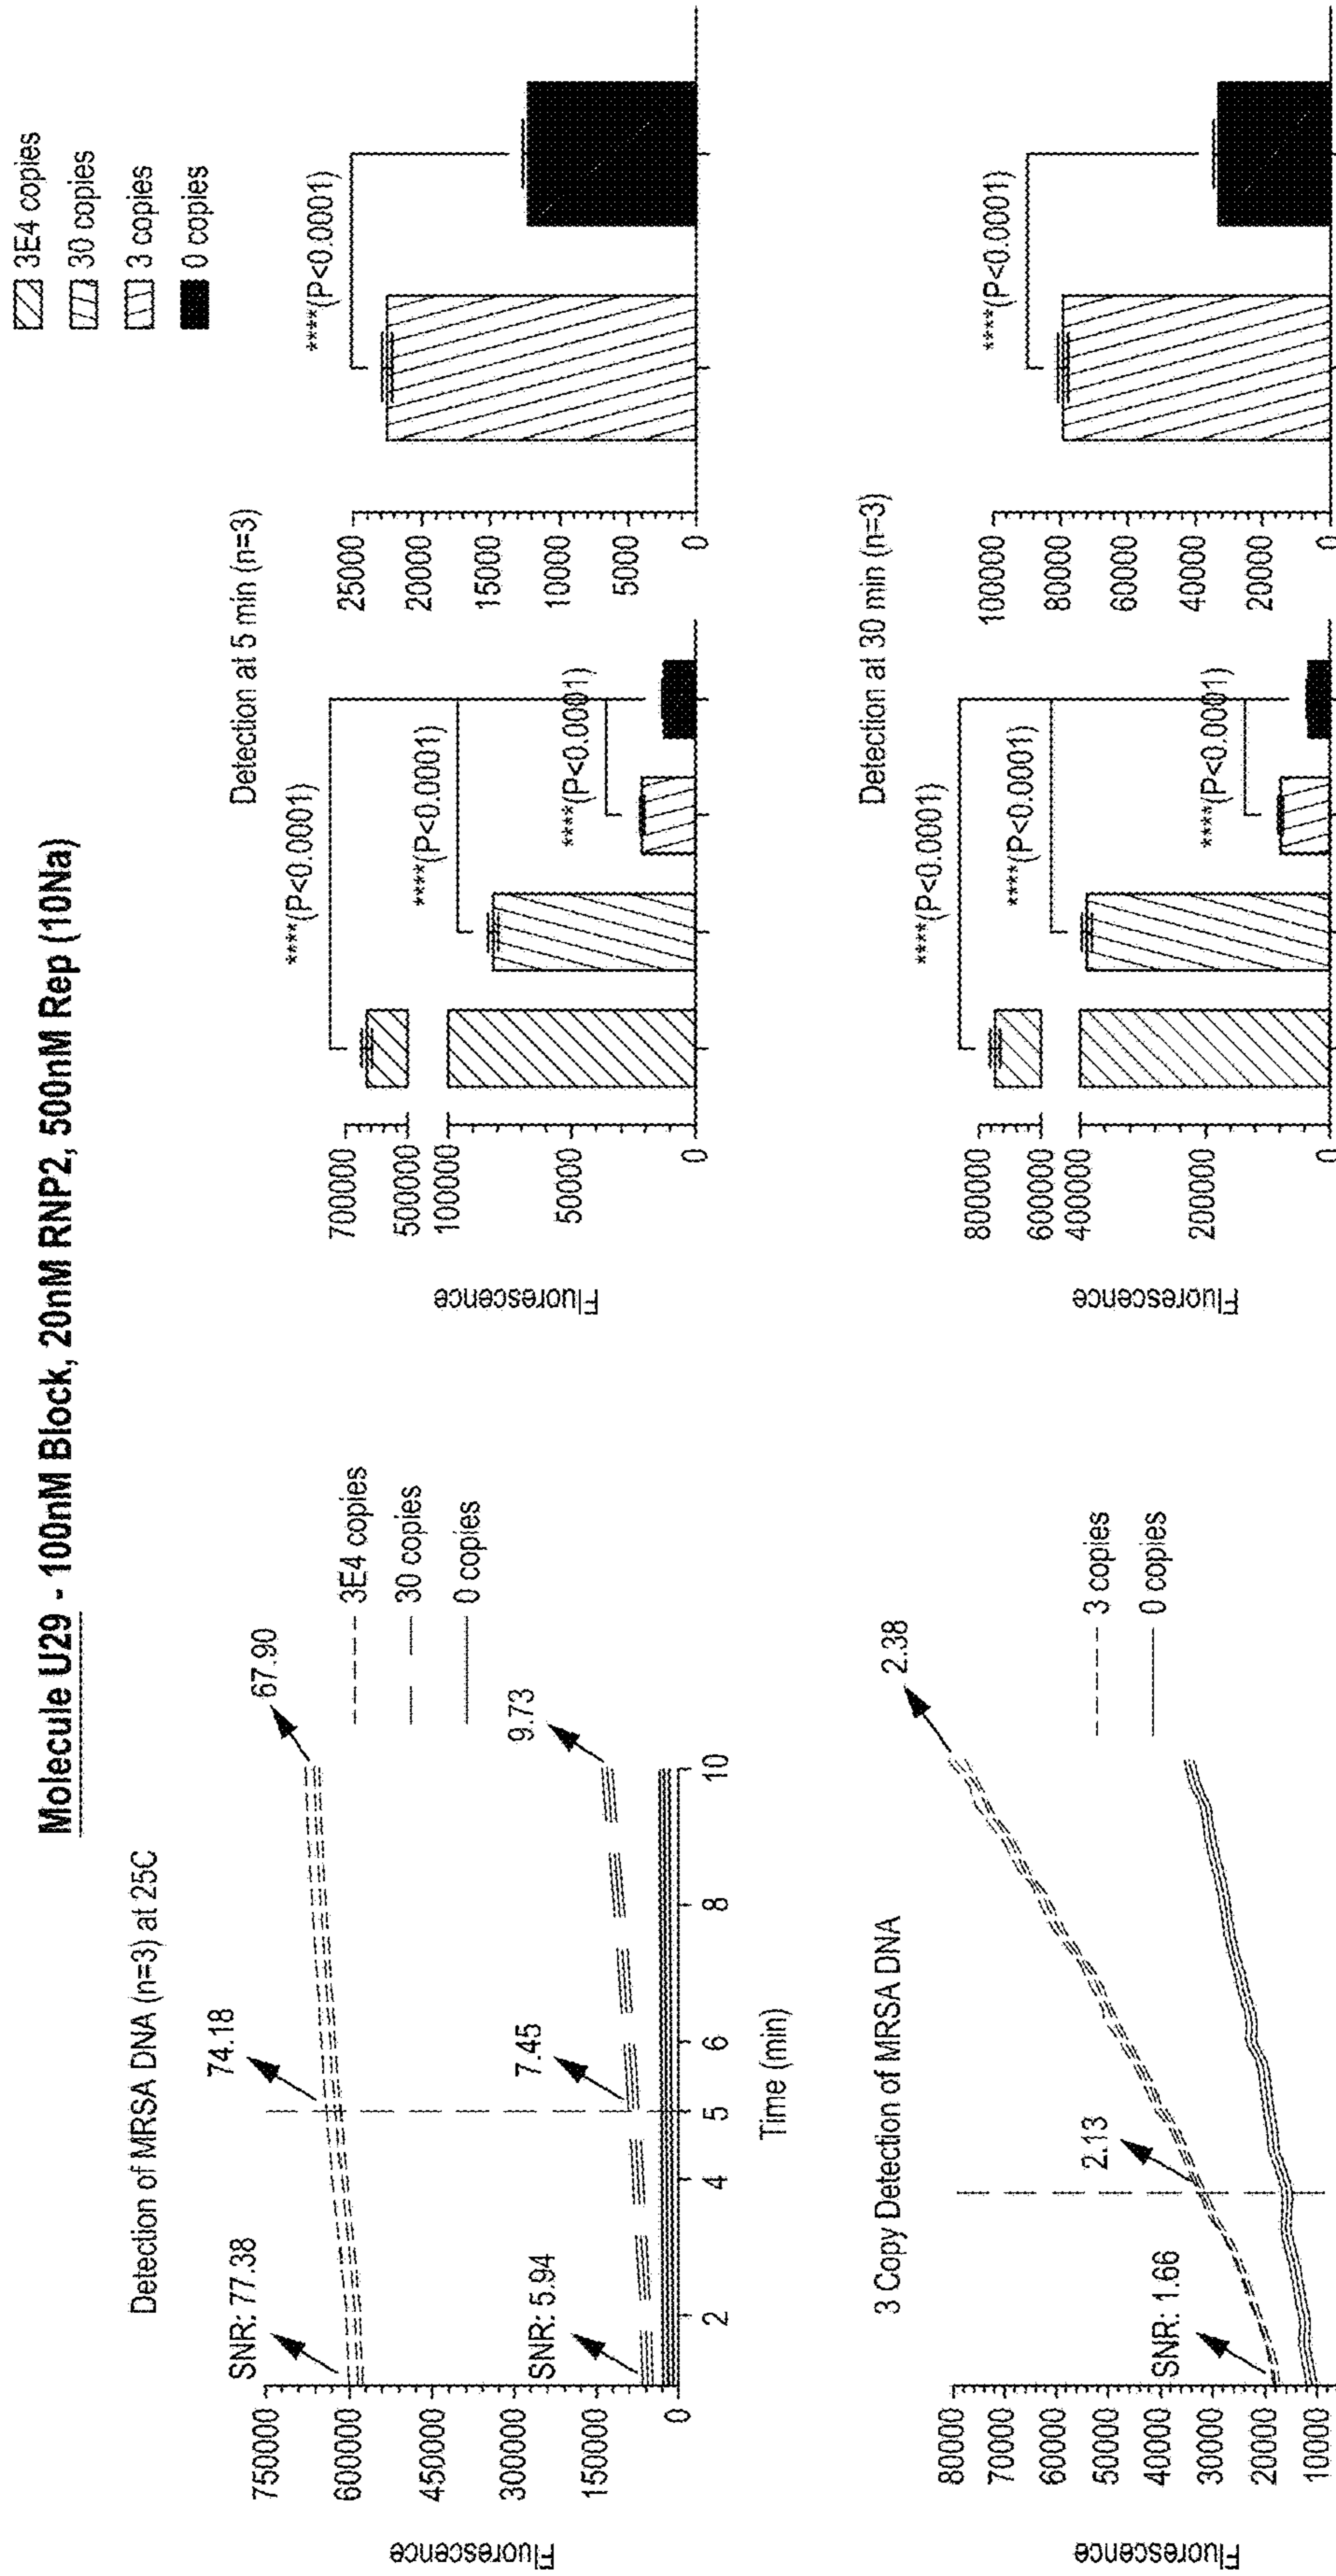 Molecule U29 - 100nM Block, 20nM RNP2, 500nM Rep (10Na)
3E4 copies
30 copies
3 copies
0 copies
Detection of MRSA DNA (n=3) at 25C
Fluorescence
750000
600000
450000
300000
150000
0
SNR: 77.38
74.18
67.90
SNR: 5.94
7.45
9.73
2
4
5
6
8
10
Time (min)
3E4 copies
30 copies
0 copies
Detection at 5 min (n=3)
Fluorescence
700000
500000
100000
50000
0
****(P<0.0001)
****(P<0.0001)
****(P<0.0001)
25000
20000
15000
10000
5000
0
****(P<0.0001)
3 Copy Detection of MRSA DNA
Fluorescence
80000
70000
60000
50000
40000
30000
20000
10000
SNR: 1.66
2.13
2.38
3 copies
0 copies
Detection at 30 min (n=3)
Fluorescence
800000
600000
400000
200000
0
****(P<0.0001)
****(P<0.0001)
****(P<0.0001)
100000
80000
60000
40000
20000
0
****(P<0.0001)